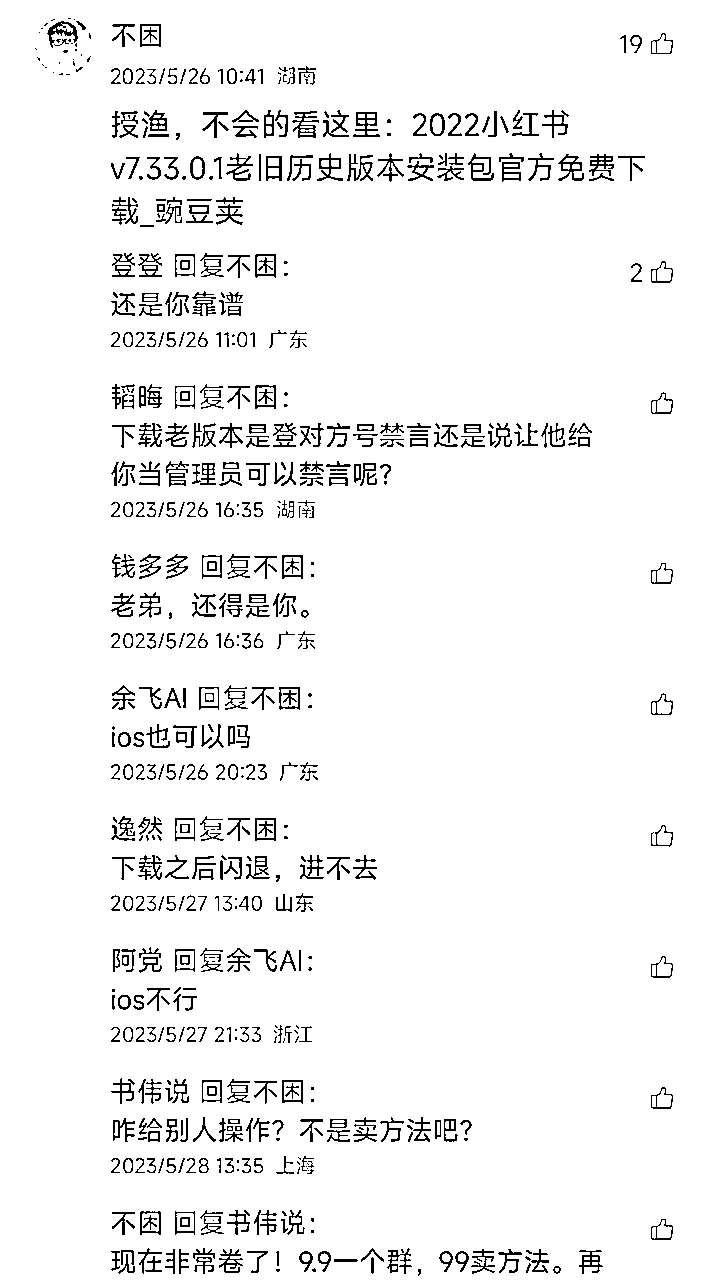 不困
19
2023/5/26 10:41 湖南
授渔，不会的看这里：2022小红书
v7.33.0.1老旧历史版本安装包官方免费下
载_豌豆荚
登登 回复不困：
2
还是你靠谱
2023/5/26 11:01 广东
韬晦 回复不困：
下载老版本是登对方号禁言还是说让他给
你当管理员可以禁言呢？
2023/5/26 16:35 湖南
钱多多 回复不困：
老弟，还得是你。
2023/5/26 16:36 广东
余飞AI 回复不困：
ios也可以吗
2023/5/26 20:23 广东
逸然 回复不困：
下载之后闪退，进不去
2023/5/27 13:40 山东
阿党 回复余飞AI：
ios不行
2023/5/27 21:33 浙江
书伟说 回复不困：
咋给别人操作？不是卖方法吧？
2023/5/28 13:35 上海
不困 回复书伟说：
现在非常卷了！9.9一个群，99卖方法。再